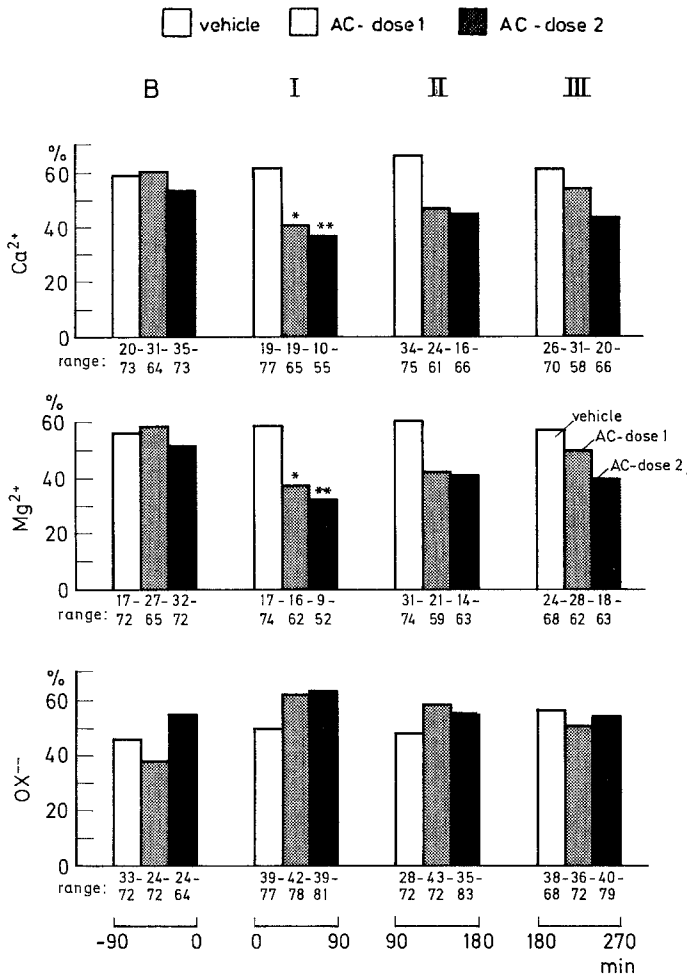 vehicle AC-dose 1 AC-dose 2
B I II III
%
60
40
20
0
Ca2+
range: 20-73 31-64 35-73 19-77 19-65 10-55 34-75 24-61 16-66 26-70 31-58 20-66
* **
%
60
40
20
0
Mg2+
* **
vehicle
AC-dose 1
AC-dose 2
range: 17-72 27-65 32-72 17-74 16-62 9-52 31-74 21-59 14-63 24-68 28-62 18-63
%
60
40
20
0
OX--
range: 33-72 24-72 24-64 39-77 42-78 39-81 28-72 43-72 35-83 38-68 36-72 40-79
-90 0 0 90 90 180 180 270
min